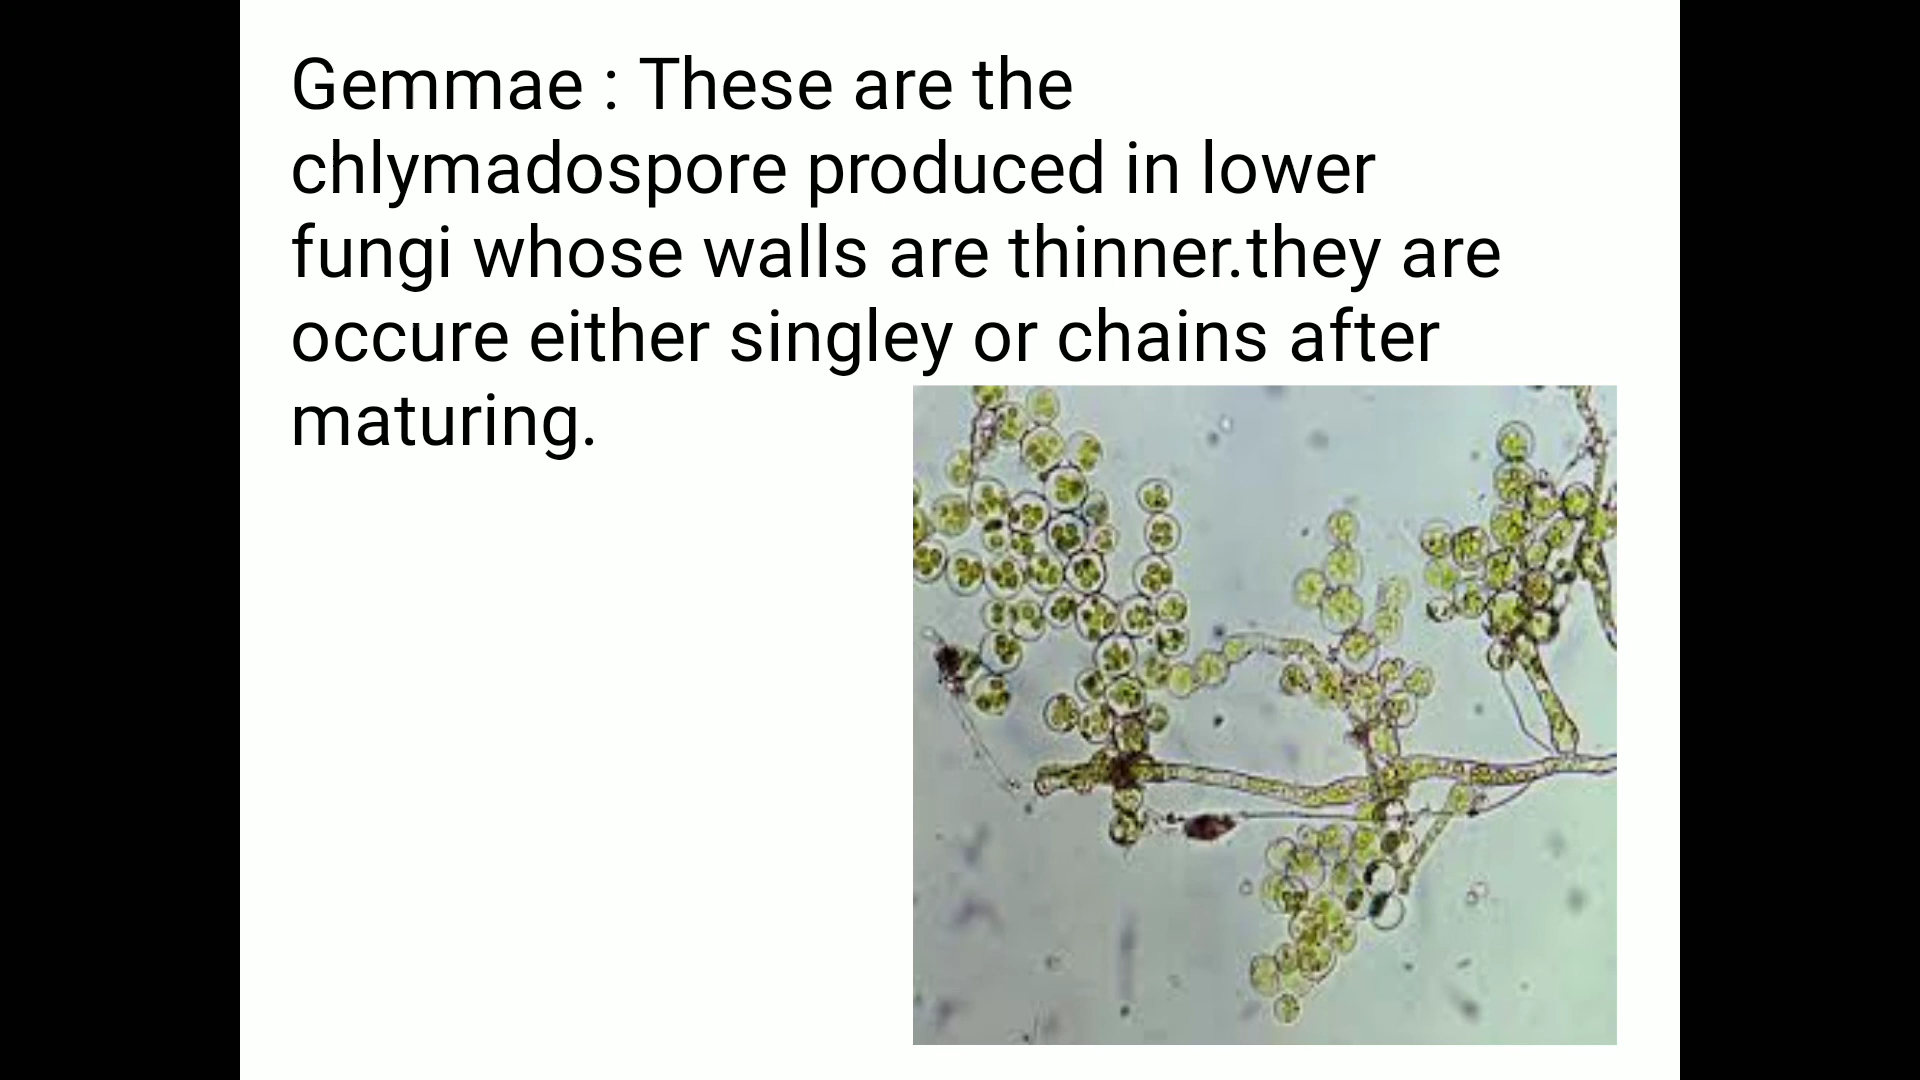 Gemmae : These are the
chlymadospore produced in lower
fungi whose walls are thinner.they are
occure either singley or chains after
maturing.